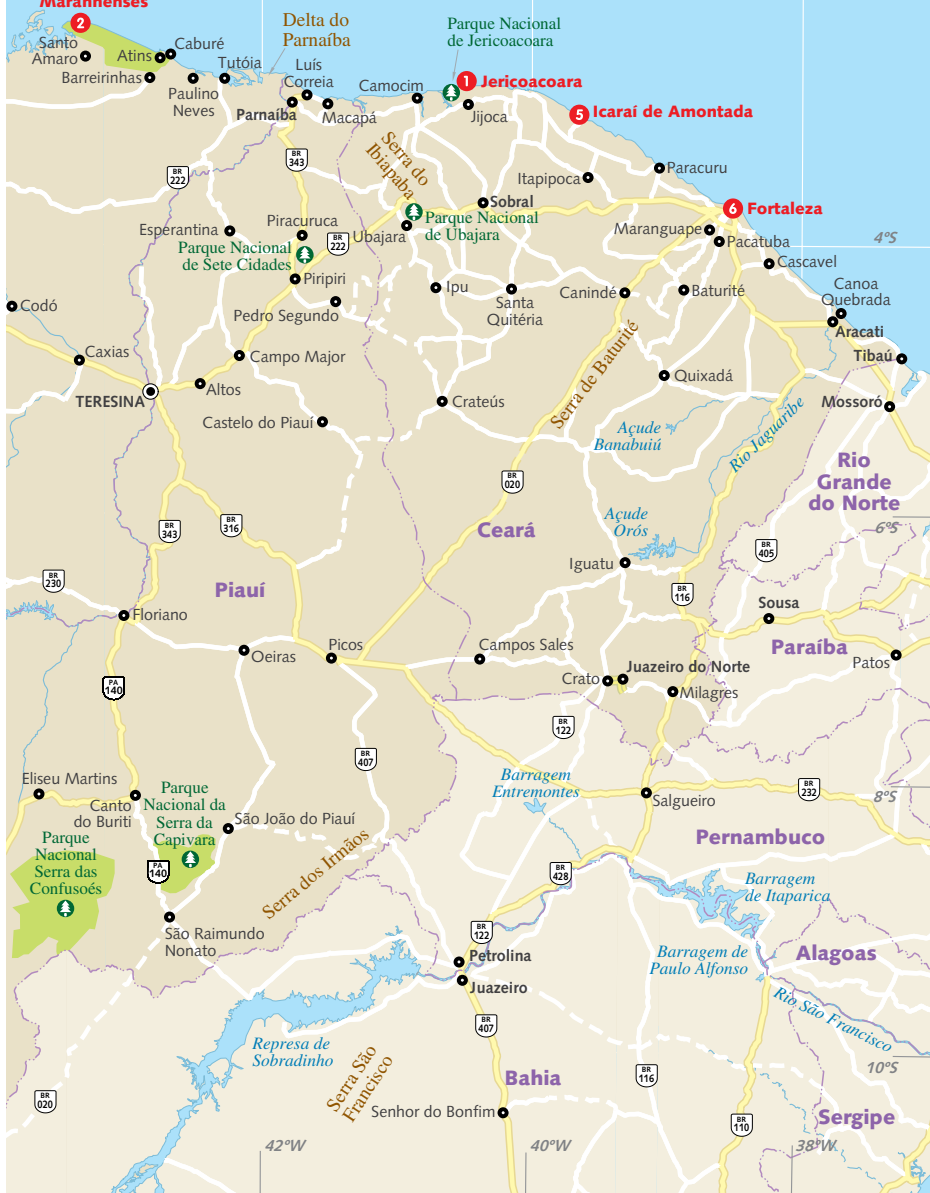 Maranhenses
2
Santo
Amaro
Atins
Caburé
Barreirinhas
Paulino
Neves
Tutóia
Delta do
Parnaíba
Luís
Correia
Parnaíba
Macapá
Camocim
Parque Nacional
de Jericoacoara
1 Jericoacoara
Jijoca
5 Icaraí de Amontada
BR
222
BR
343
Serra do
Ibiapaba
Itapipoca
Paracuru
Sobral
6 Fortaleza
Esperantina
Piracuruca
BR
222
Ubajara
Parque Nacional
de Ubajara
Maranguape
Pacatuba
4°S
Parque Nacional
de Sete Cidades
Cascavel
Piripiri
Ipu
Santa
Quitéria
Canindé
Baturité
Canoa
Quebrada
Codó
Pedro Segundo
Aracati
Caxias
Campo Major
Serra de Baturité
Tibaú
TERESINA
Altos
Quixadá
Crateús
Mossoró
Castelo do Piauí
Açude
Banabuiú
Rio Jaguaribe
Rio
Grande
do Norte
BR
020
BR
343
BR
316
Ceará
Açude
Orós
6°S
BR
405
BR
230
Piauí
Iguatu
BR
116
Sousa
Floriano
Oeiras
Picos
Campos Sales
Paraíba
Patos
Juazeiro do Norte
Crato
Milagres
PA
140
BR
122
BR
407
Eliseu Martins
Canto
do Buriti
Parque
Nacional da
Serra da
Capivara
Barragem
Entremontes
Salgueiro
BR
232
8°S
São João do Piauí
Pernambuco
Parque
Nacional
Serra das
Confusoés
PA
140
Serra dos Irmãos
BR
428
Barragem
de Itaparica
São Raimundo
Nonato
BR
122
Petrolina
Barragem de
Paulo Alfonso
Alagoas
Juazeiro
BR
407
Rio São Francisco
Represa de
Sobradinho
Serra São
Francisco
Bahia
BR
116
10°S
BR
020
Senhor do Bonfim
BR
110
Sergipe
42°W
40°W
38°W